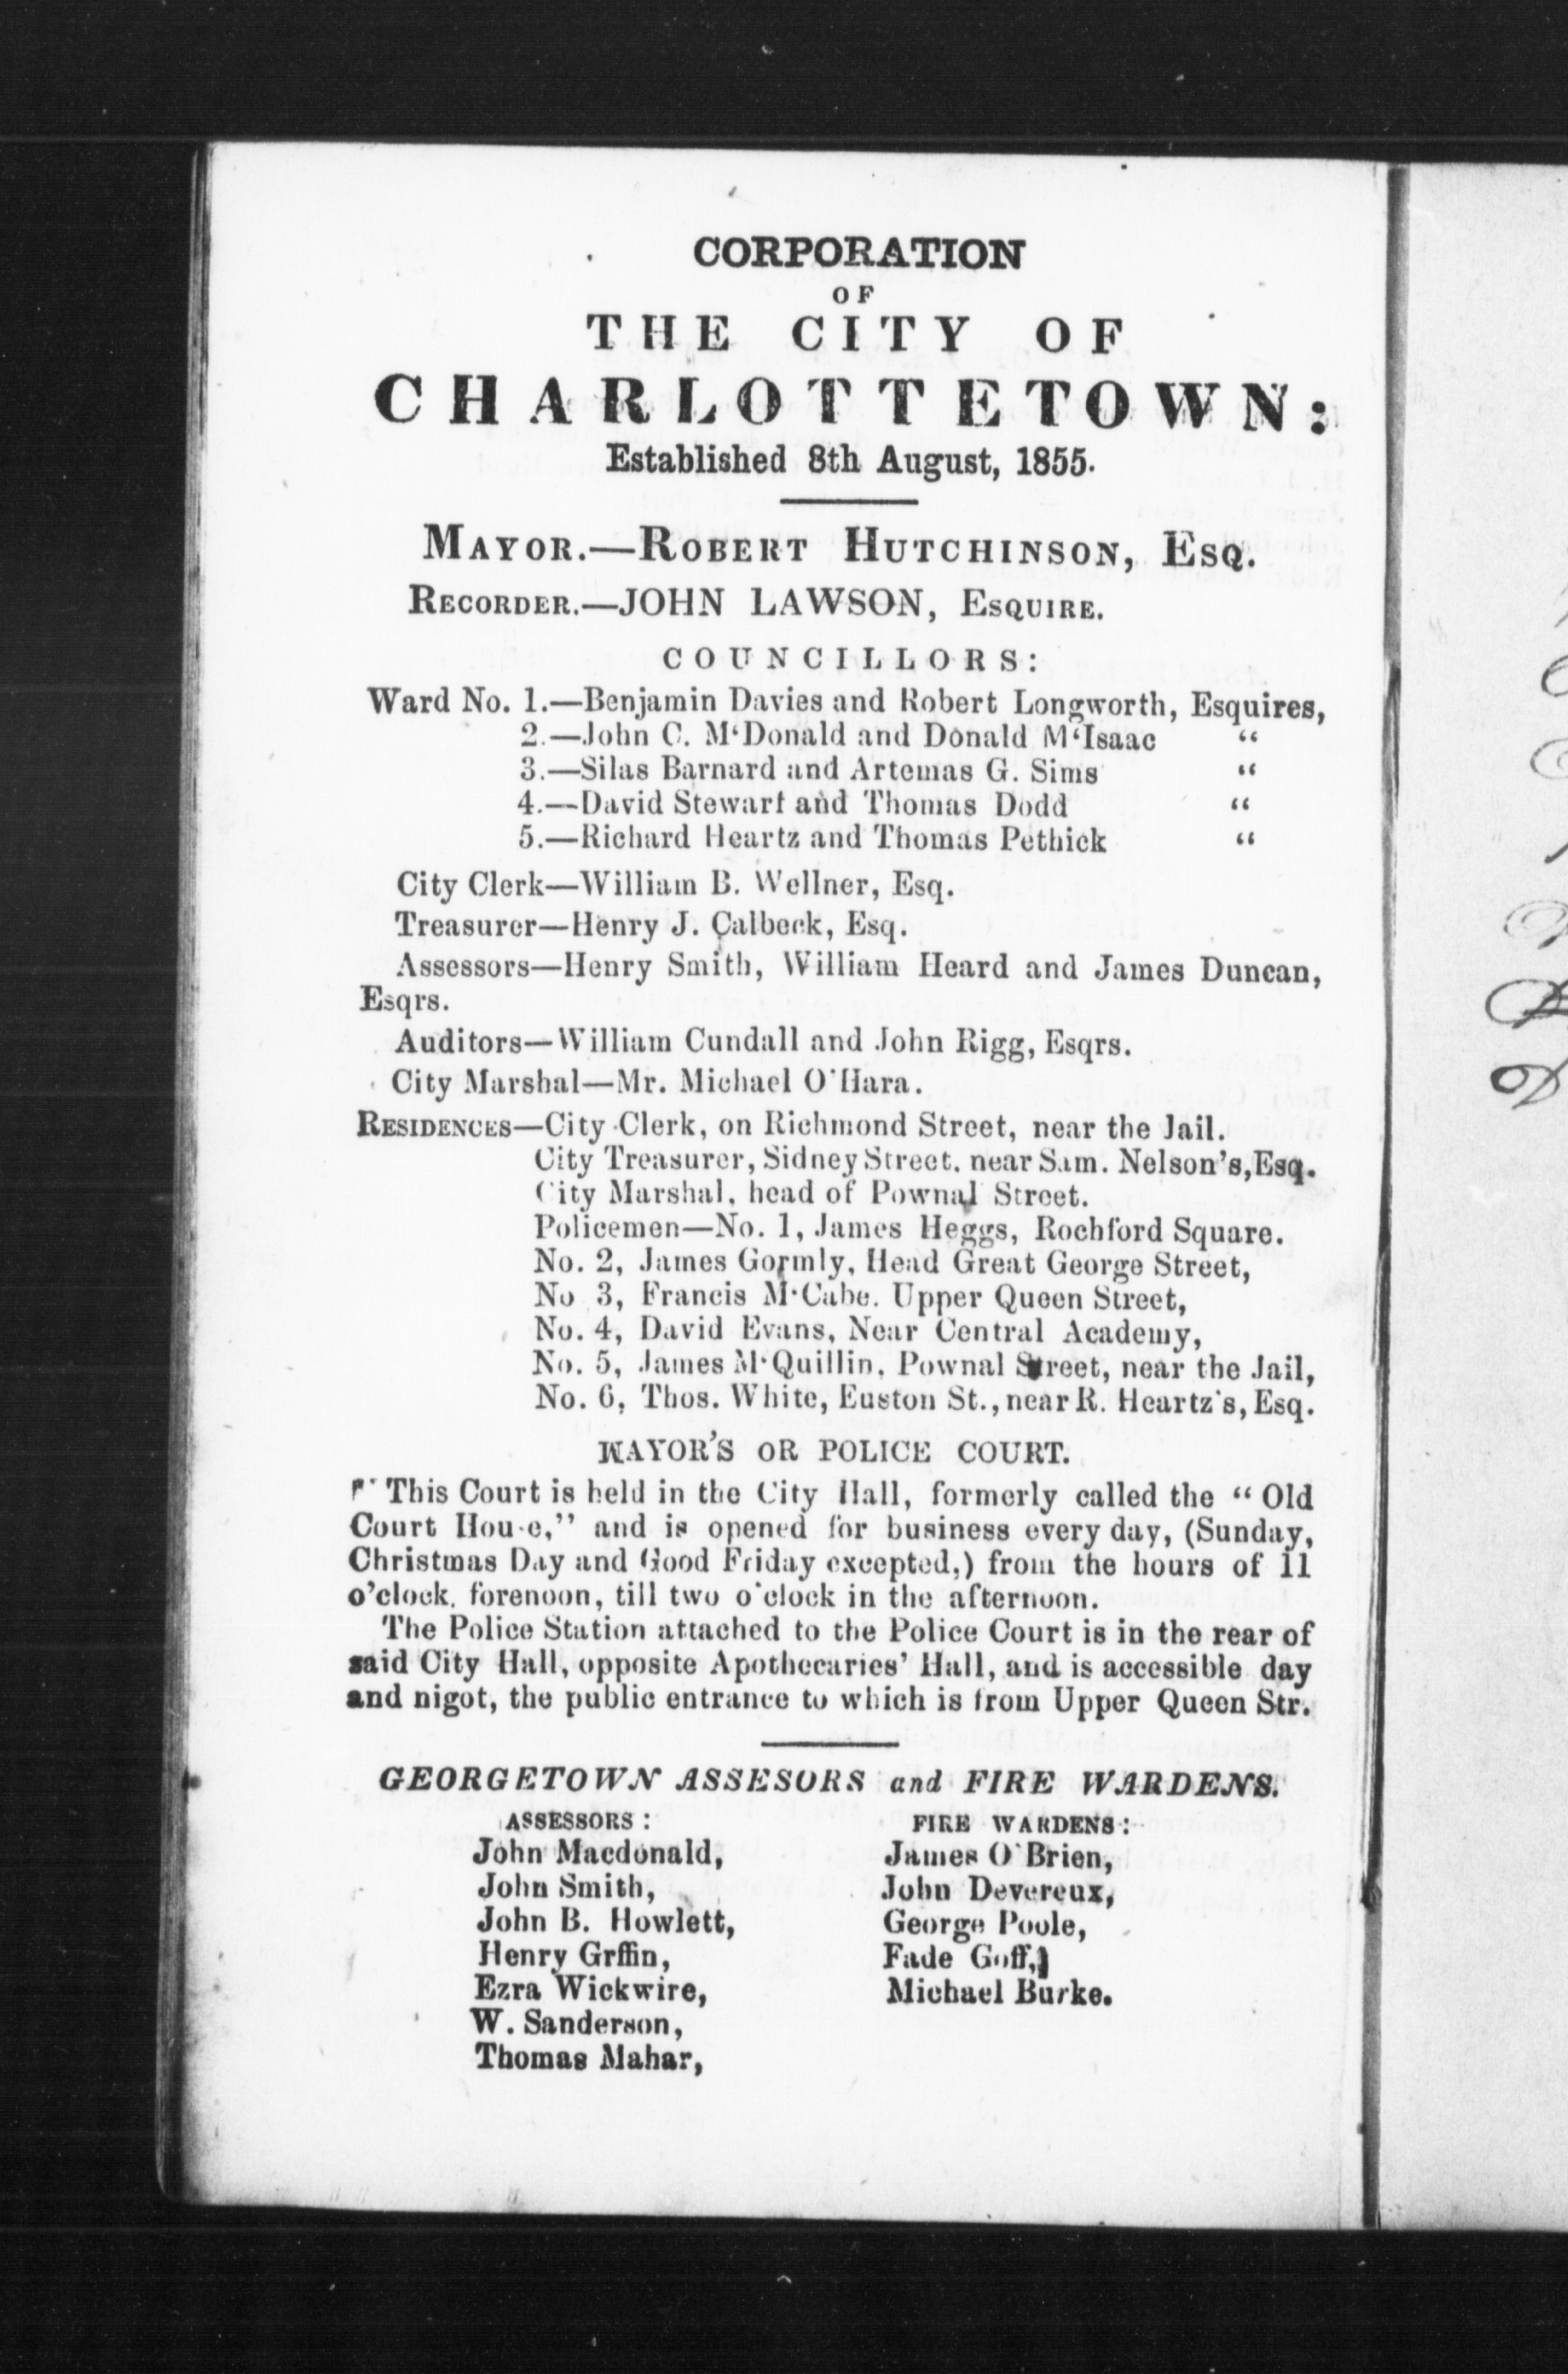 CORPORATION
OF
THE CITY OF
CHARLOTTETOWN:
Established 8th August, 1855.
MAYOR.—ROBERT HUTCHINSON, ESQ.
RECORDER.—JOHN LAWSON, ESQUIRE.
COUNCILLORS:
Ward No. 1.—Benjamin Davies and Robert Longworth, Esquires,
2.—John C. M‘Donald and Donald M‘Isaac “
3.—Silas Barnard and Artemas G. Sims “
4.—David Stewart and Thomas Dodd “
5.—Richard Heartz and Thomas Pethick “
City Clerk—William B. Wellner, Esq.
Treasurer—Henry J. Calbeck, Esq.
Assessors—Henry Smith, William Heard and James Duncan,
Esqrs.
Auditors—William Cundall and John Rigg, Esqrs.
City Marshal—Mr. Michael O'Hara.
RESIDENCES—City Clerk, on Richmond Street, near the Jail.
City Treasurer, Sidney Street. near Sam. Nelson's, Esq.
City Marshal, head of Pownal Street.
Policemen—No. 1, James Heggs, Rochford Square.
No. 2, James Gormly, Head Great George Street,
No 3, Francis M·Cabe. Upper Queen Street,
No. 4, David Evans, Near Central Academy,
No. 5, James M·Quillin, Pownal Street, near the Jail,
No. 6, Thos. White, Euston St., near R. Heartz's, Esq.
MAYOR'S OR POLICE COURT.
This Court is held in the City Hall, formerly called the “ Old
Court Hou·e,” and is opened for business every day, (Sunday,
Christmas Day and Good Friday excepted,) from the hours of 11
o'clock. forenoon, till two o'clock in the afternoon.
The Police Station attached to the Police Court is in the rear of
said City Hall, opposite Apothecaries' Hall, and is accessible day
and nigot, the public entrance to which is from Upper Queen Str.
GEORGETOWN ASSESORS and FIRE WARDENS.
ASSESSORS:
John Macdonald,
John Smith,
John B. Howlett,
Henry Grffin,
Ezra Wickwire,
W. Sanderson,
Thomas Mahar,
FIRE WARDENS:
James O'Brien,
John Devereux,
George Poole,
Fade Goff,
Michael Burke.